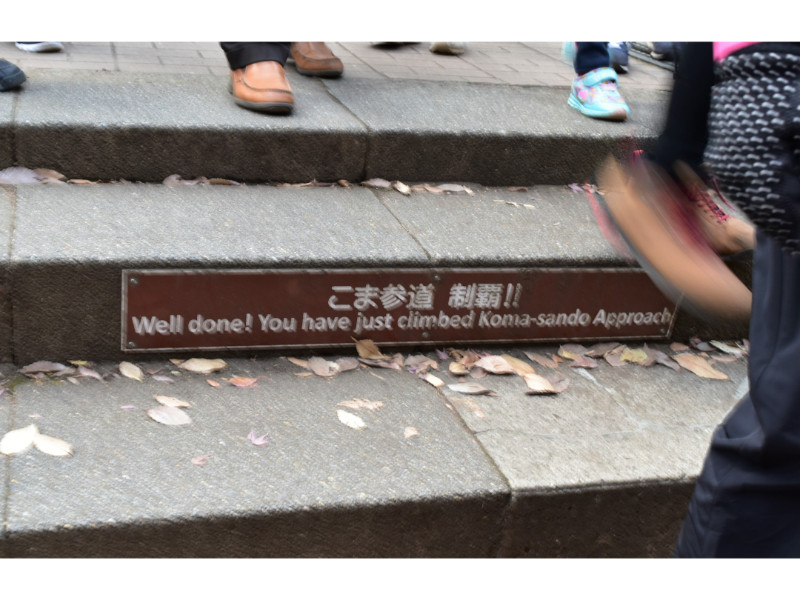 こま参道 制覇!!
Well done! You have just climbed Koma-sando Approach